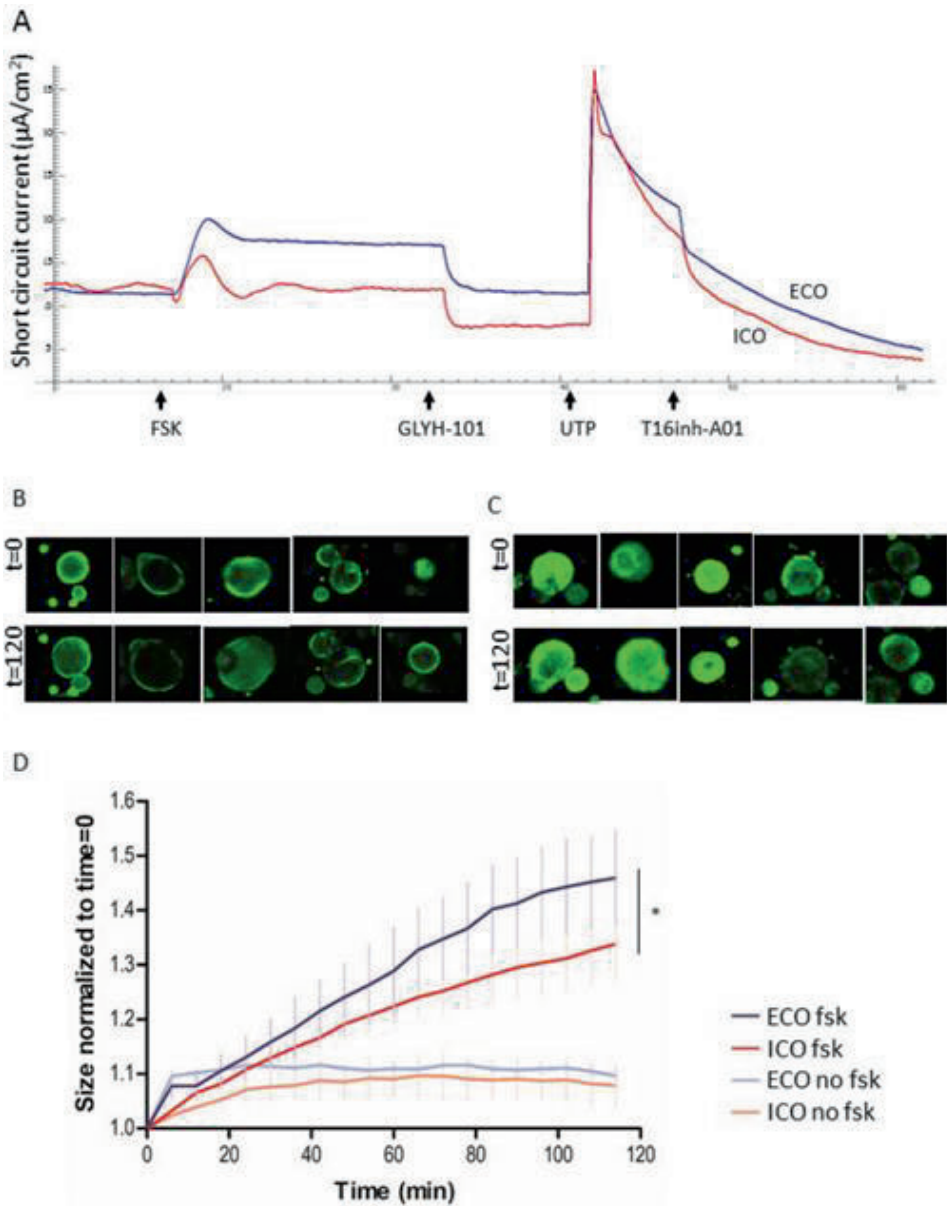 A
Short circuit current (µA/cm²)
ECO
ICO
FSK
GLYH-101
UTP
T16inh-A01
B
C
t=0
t=120
t=0
t=120
D
Size normalized to time=0
1.6
1.5
1.4
1.3
1.2
1.1
1.0
*
0
20
40
60
80
100
120
Time (min)
ECO fsk
ICO fsk
ECO no fsk
ICO no fsk